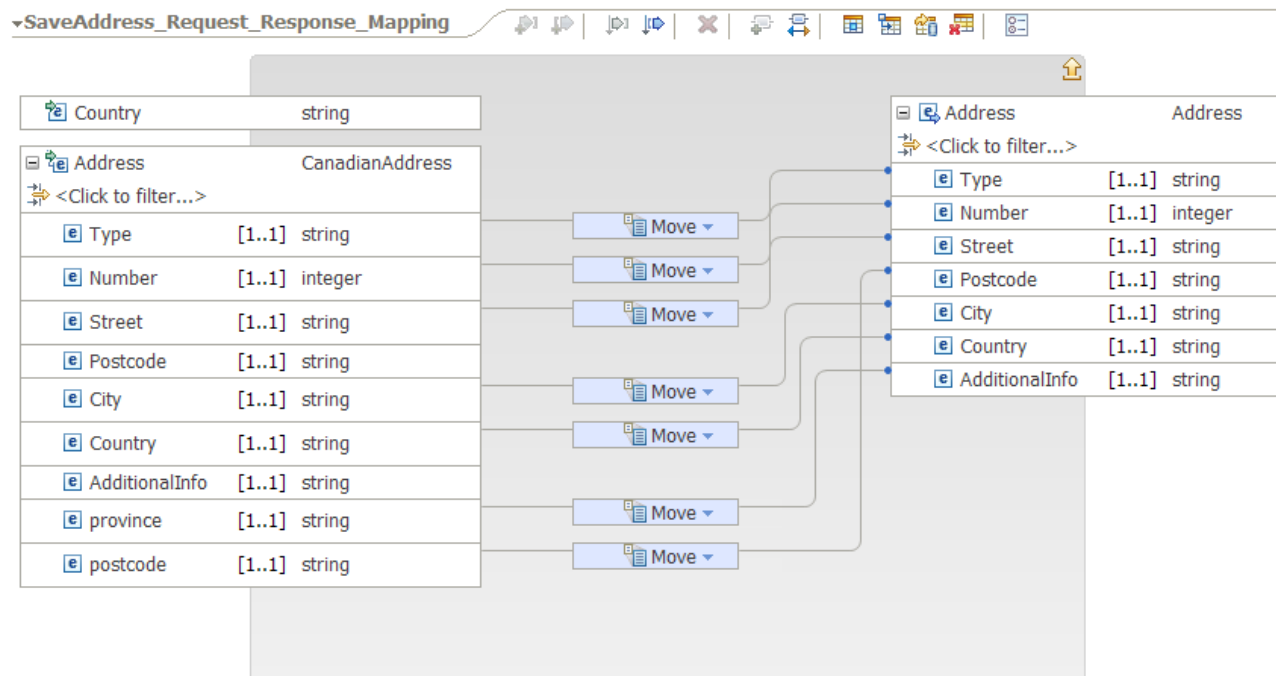 SaveAddress_Request_Response_Mapping
Country string
Address CanadianAddress
<Click to filter...>
Type [1..1] string
Number [1..1] integer
Street [1..1] string
Postcode [1..1] string
City [1..1] string
Country [1..1] string
AdditionalInfo [1..1] string
province [1..1] string
postcode [1..1] string
Move
Move
Move
Move
Move
Move
Move
Address Address
<Click to filter...>
Type [1..1] string
Number [1..1] integer
Street [1..1] string
Postcode [1..1] string
City [1..1] string
Country [1..1] string
AdditionalInfo [1..1] string